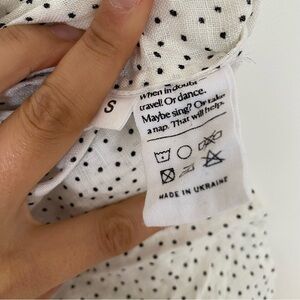 S
when in doubt
travel! Or dance.
Maybe sing? Or take
a nap. That will help.
MADE IN UKRAINE